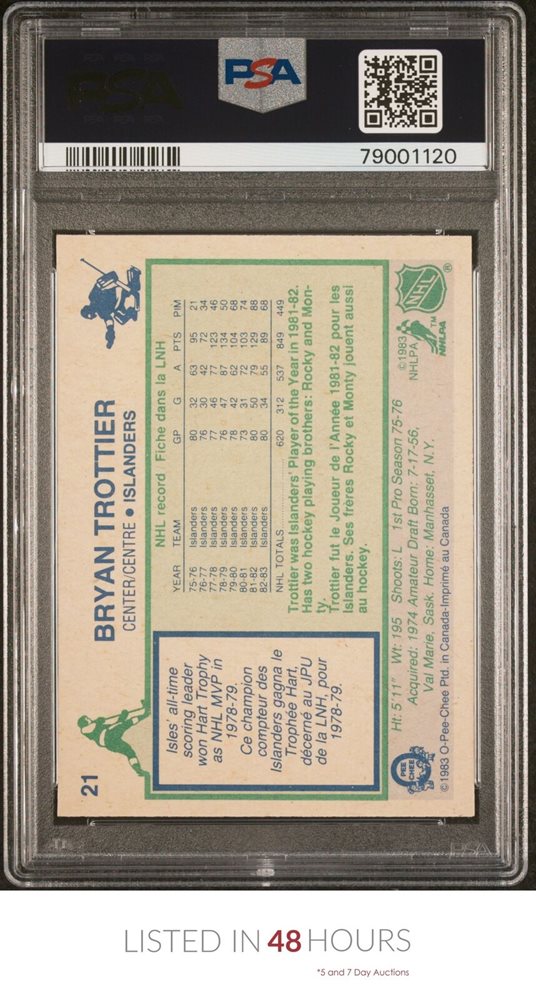 PSA
79001120
21
BRYAN TROTTIER
CENTER/CENTRE • ISLANDERS
Isles' all-time
scoring leader
won Hart Trophy
as NHL MVP in
1978-79.
Ce champion
compteur des
Islanders gagna le
Trophée Hart,
décerné au JPU
de la LNH, pour
1978-79.
NHL record Fiche dans la LNH
YEAR TEAM GP G A PTS PIM
75-76 Islanders 80 32 63 95 21
76-77 Islanders 76 30 42 72 34
77-78 Islanders 77 46 77 123 46
78-79 Islanders 76 47 87 134 50
79-80 Islanders 78 42 62 104 68
80-81 Islanders 73 31 72 103 74
81-82 Islanders 80 50 79 129 88
82-83 Islanders 80 34 55 89 68
NHL TOTALS 620 312 537 849 449
Trottier was Islanders' Player of the Year in 1981-82.
Has two hockey playing brothers: Rocky and Mon-
ty.
Trottier fut le Joueur de l'Année 1981-82 pour les
Islanders. Ses frères Rocky et Monty jouent aussi
au hockey.
Ht: 5'11" Wt: 195 Shoots: L 1st Pro Season 75-76
Acquired: 1974 Amateur Draft Born: 7-17-56,
Val Marie, Sask. Home: Manhasset, N.Y.
O PEE CHEE
©1983 O-Pee-Chee Ptd. in Canada-Imprimé au Canada
©1983
NHLPA
NHLPA
TM
NHL
®
PSA
LISTED IN 48 HOURS
*5 and 7 Day Auctions